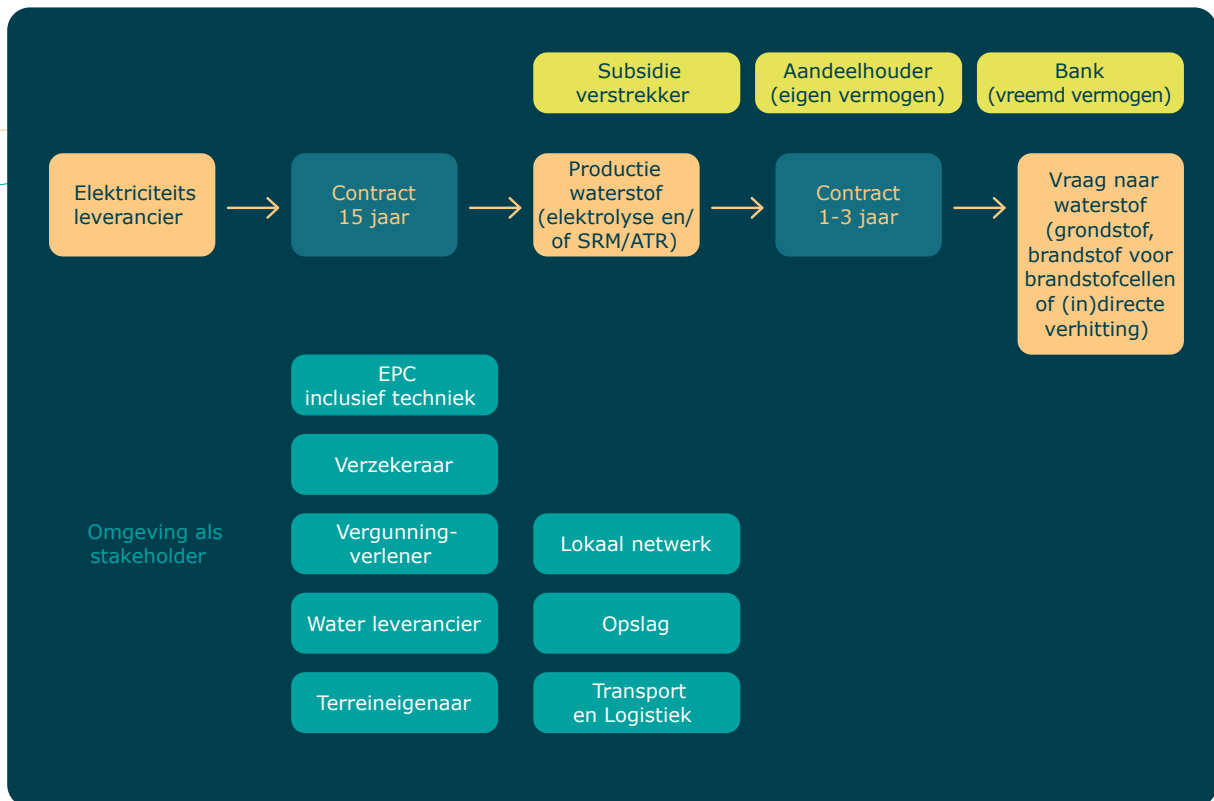 Subsidie
verstrekker
Aandeelhouder
(eigen vermogen)
Bank
(vreemd vermogen)
Elektriciteits
leverancier
Contract
15 jaar
Productie
waterstof
(elektrolyse en/
of SRM/ATR)
Contract
1-3 jaar
Vraag naar
waterstof
(grondstof,
brandstof voor
brandstofcellen
of (in)directe
verhitting)
EPC
inclusief techniek
Verzekeraar
Omgeving als
stakeholder
Vergunning-
verlener
Lokaal netwerk
Water leverancier
Opslag
Terreineigenaar
Transport
en Logistiek